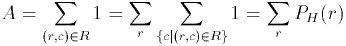 A = \sum_{(r,c)\in R} 1 = \sum_{r} \sum_{\{c|(r,c)\in R\}} 1 = \sum_{r} P_H(r)